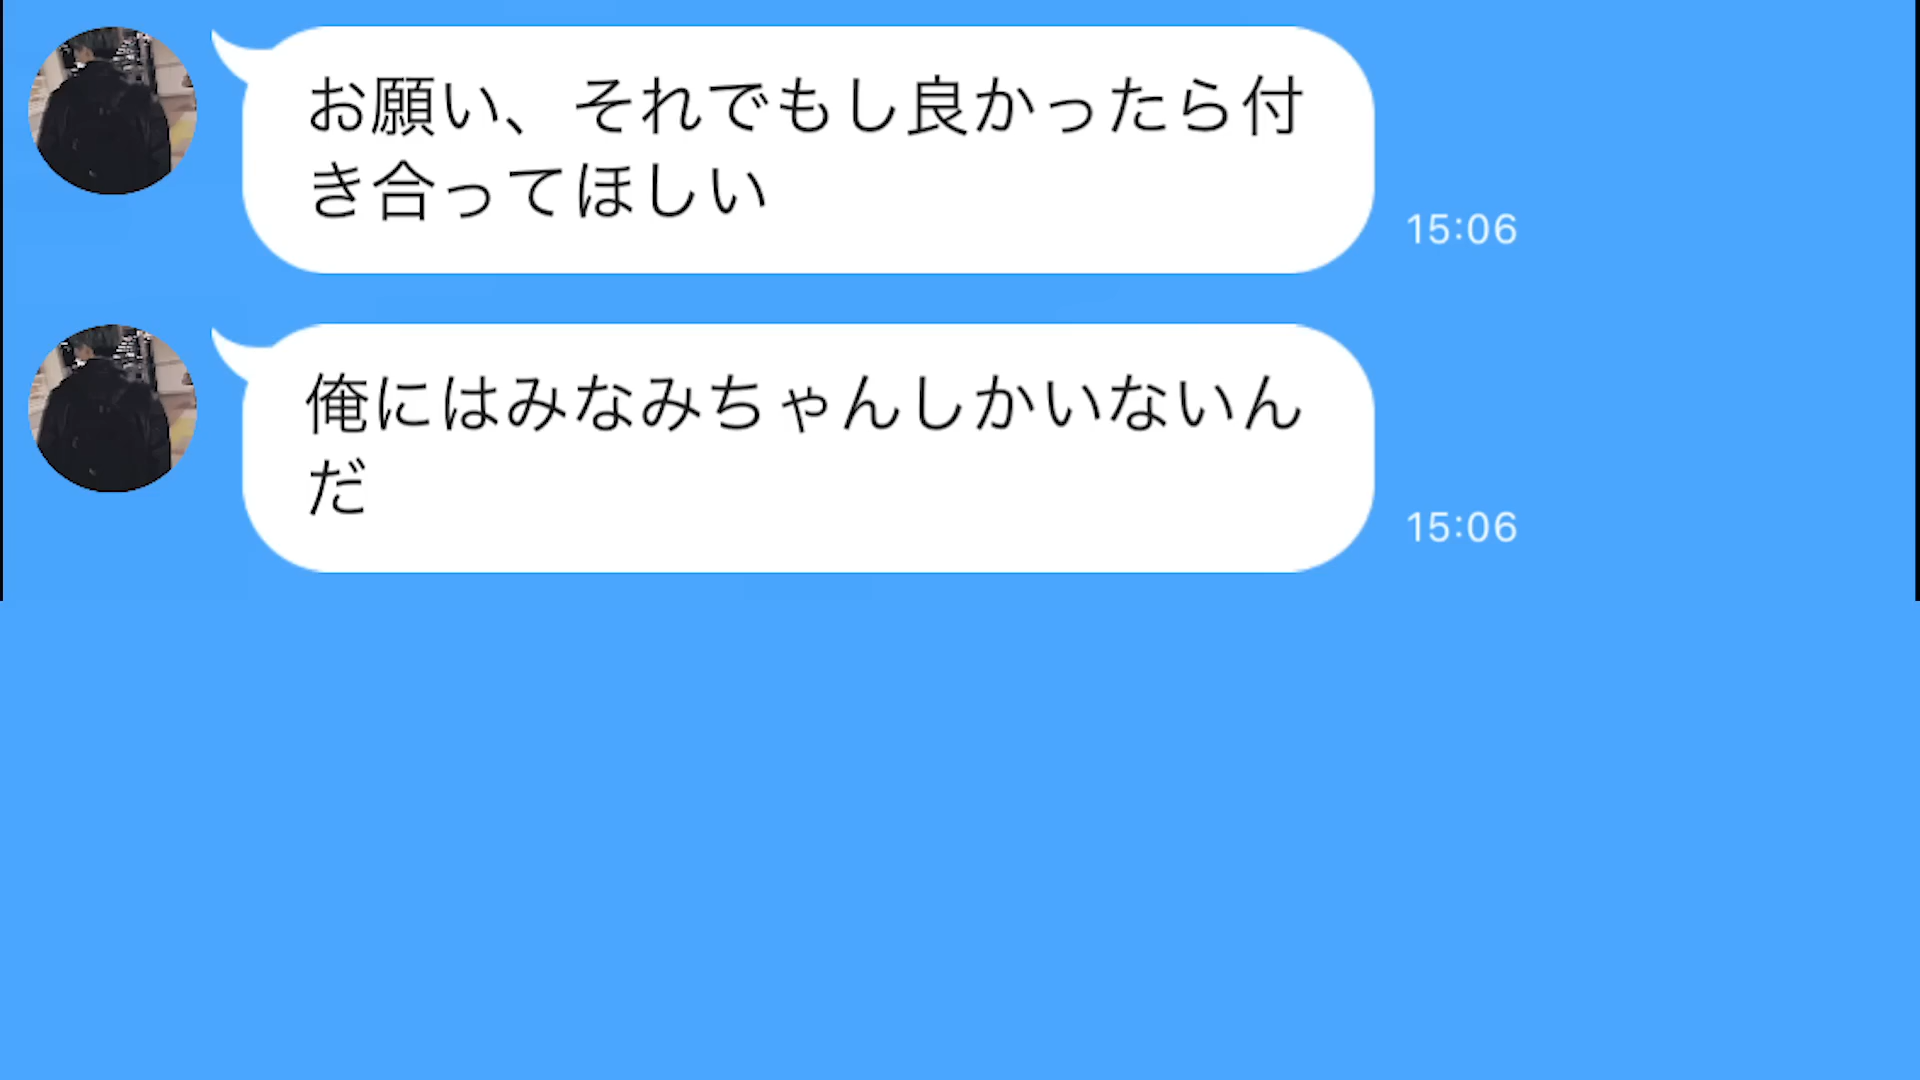 お願い、それでもし良かったら付
き合ってほしい
15:06
俺にはみなみちゃんしかいないん
だ
15:06